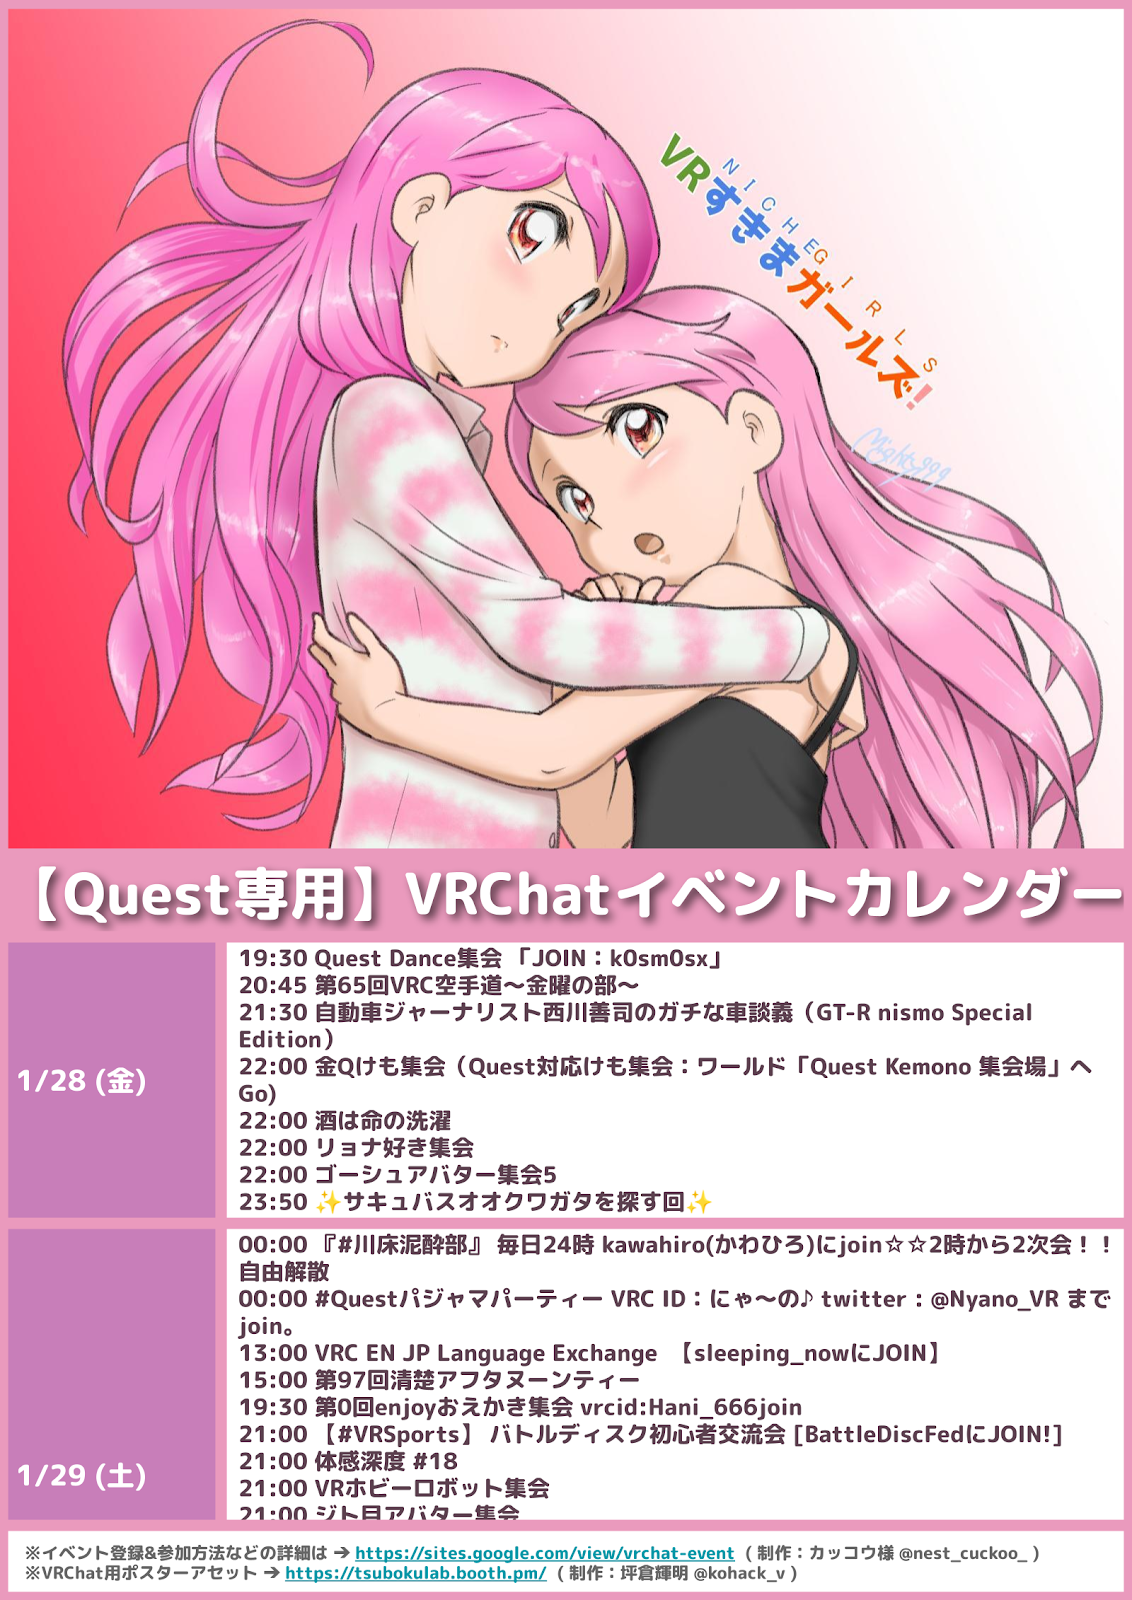 NICHEGIRLS
VRすきまガールズ!
Mighty999
【Quest専用】VRChatイベントカレンダー
1/28 (金)
19:30 Quest Dance集会 「JOIN：k0sm0sx」
20:45 第65回VRC空手道～金曜の部～
21:30 自動車ジャーナリスト西川善司のガチな車談義（GT-R nismo Special
Edition）
22:00 金Qけも集会（Quest対応けも集会：ワールド「Quest Kemono 集会場」へ
Go)
22:00 酒は命の洗濯
22:00 リョナ好き集会
22:00 ゴーシュアバター集会5
23:50 ✨サキュバスオオクワガタを探す回✨
1/29 (土)
00:00 『#川床泥酔部』 毎日24時 kawahiro(かわひろ)にjoin☆☆2時から2次会！！
自由解散
00:00 #Questパジャマパーティー VRC ID：にゃ～の♪ twitter : @Nyano_VR まで
join。
13:00 VRC EN JP Language Exchange 【sleeping_nowにJOIN】
15:00 第97回清楚アフタヌーンティー
19:30 第0回enjoyおえかき集会 vrcid:Hani_666join
21:00 【#VRSports】 バトルディスク初心者交流会 [BattleDiscFedにJOIN!]
21:00 体感深度 #18
21:00 VRホビーロボット集会
21:00 ジト目アバター集会
※イベント登録&参加方法などの詳細は ➔ https://sites.google.com/view/vrchat-event ( 制作：カッコウ様 @nest_cuckoo_ )
※VRChat用ポスターアセット ➔ https://tsubokulab.booth.pm/ ( 制作：坪倉輝明 @kohack_v )